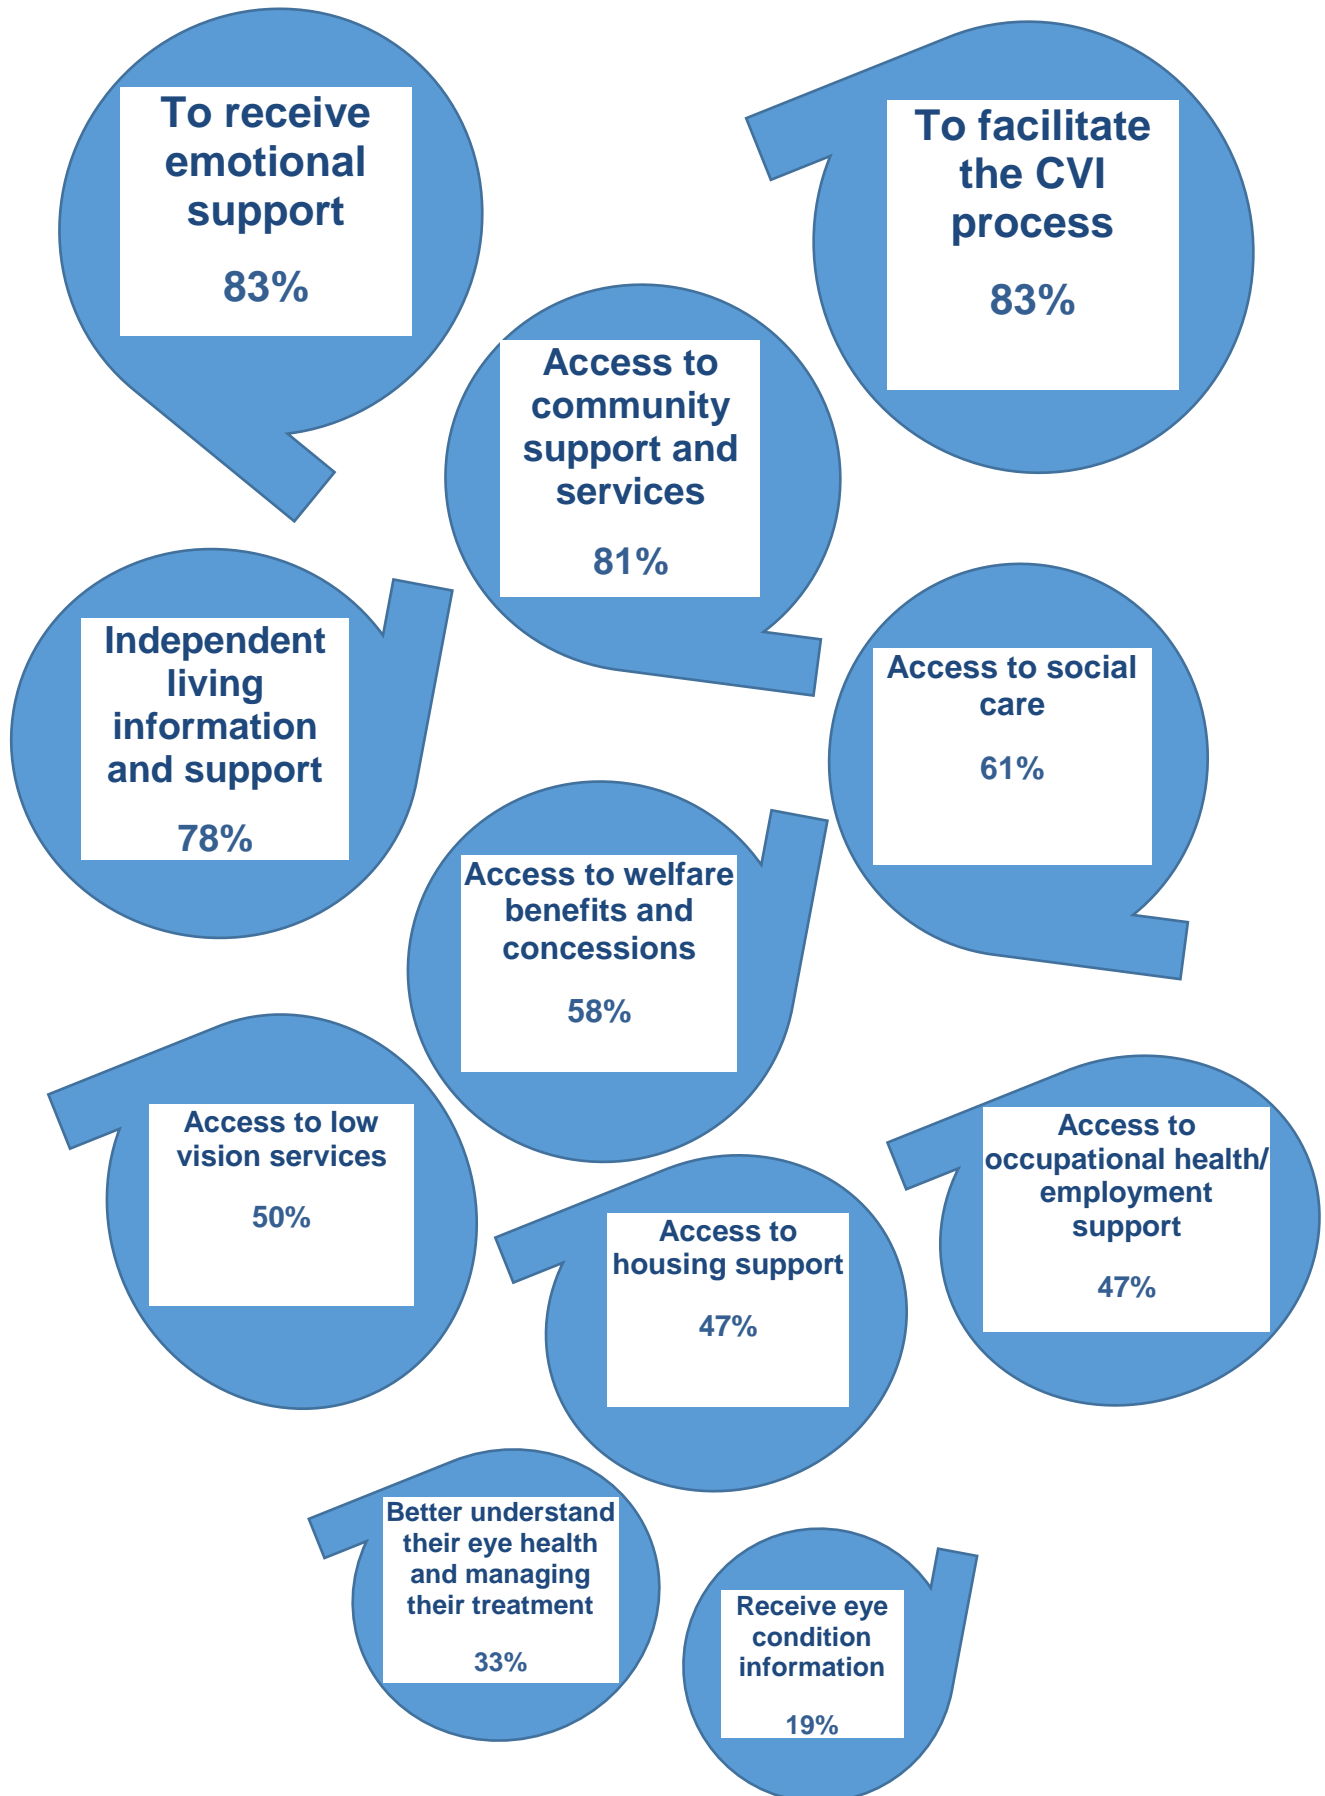 To receive
emotional
support
83%
To facilitate
the CVI
process
83%
Access to
community
support and
services
81%
Independent
living
information
and support
78%
Access to social
care
61%
Access to welfare
benefits and
concessions
58%
Access to low
vision services
50%
Access to
housing support
47%
Access to
occupational health/
employment
support
47%
Better understand
their eye health
and managing
their treatment
33%
Receive eye
condition
information
19%